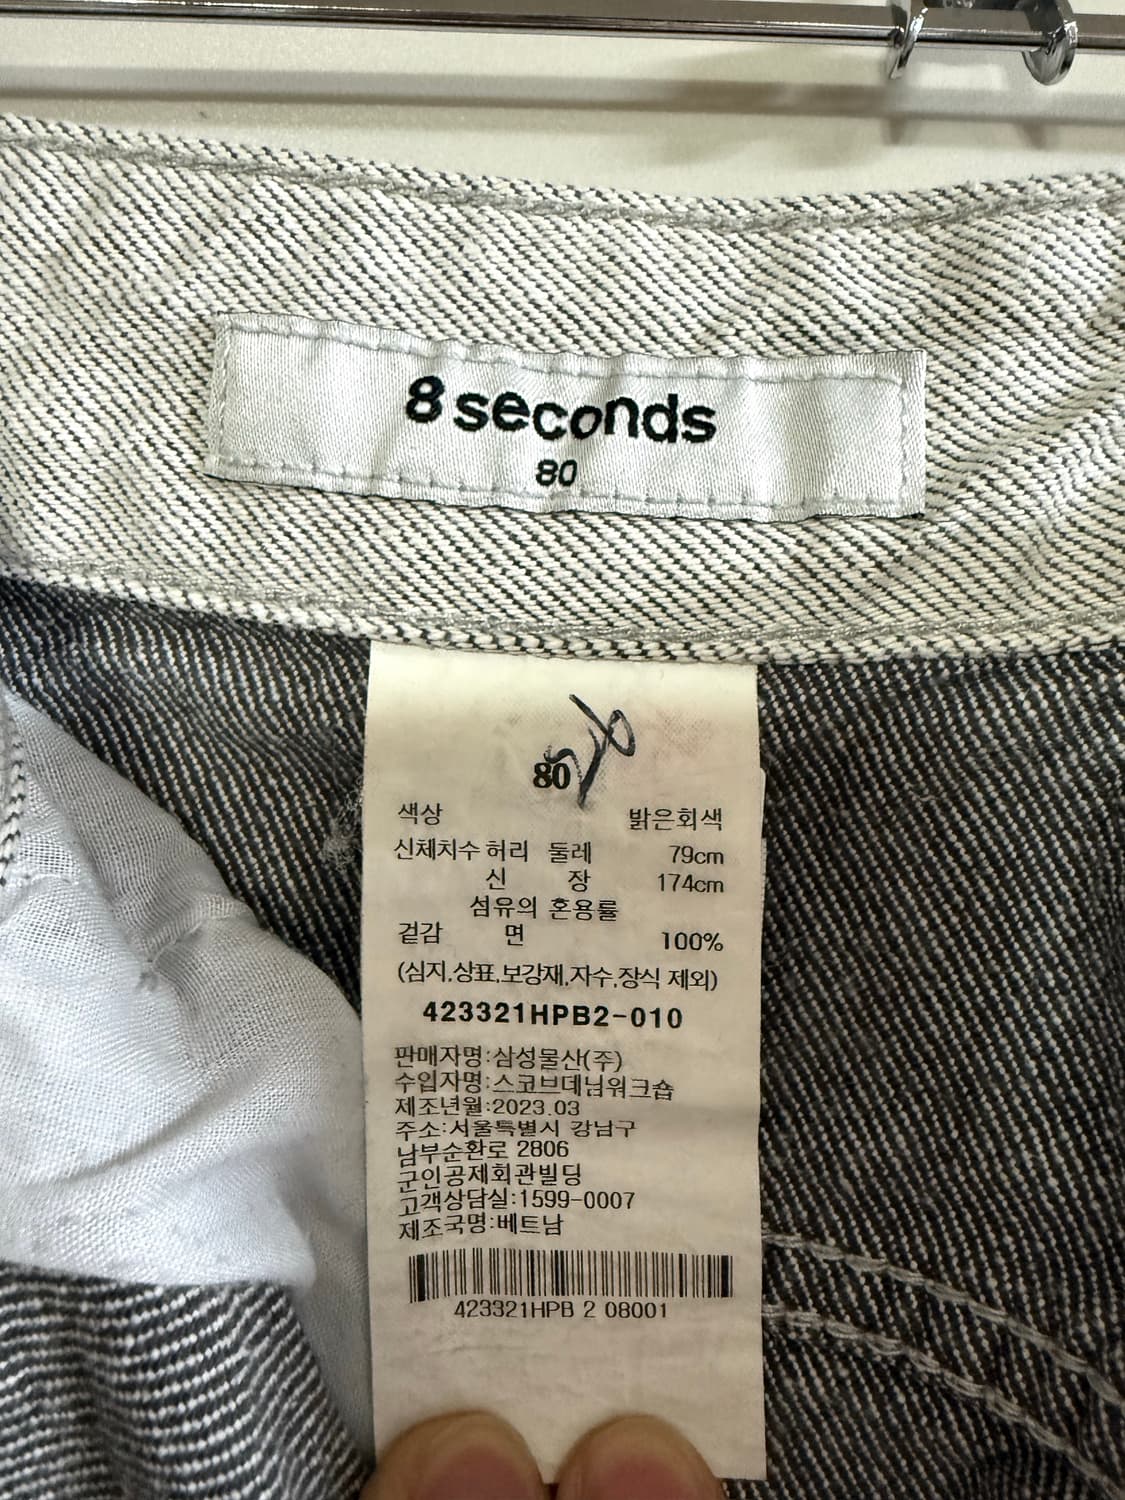 8 seconds
80
80
색상 밝은회색
신체치수 허리 둘레 79cm
신 장 174cm
섬유의 혼용률
겉감 면 100%
(심지,상표,보강재,자수,장식 제외)
423321HPB2-010
판매자명:삼성물산(주)
수입자명:스코브데님워크숍
제조년월:2023.03
주소:서울특별시 강남구
남부순환로 2806
군인공제회관빌딩
고객상담실:1599-0007
제조국명:베트남
423321HPB 2 08001